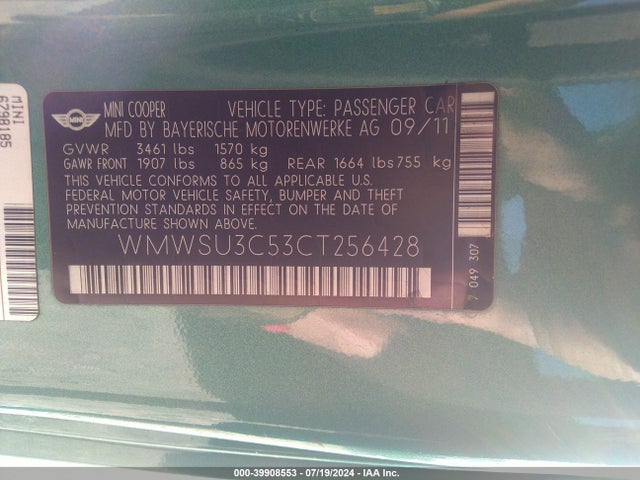 MINI
6798185
MINI
MINI COOPER VEHICLE TYPE: PASSENGER CAR
MFD BY BAYERISCHE MOTORENWERKE AG 09/11
GVWR 3461 lbs 1570 kg
GAWR FRONT 1907 lbs 865 kg REAR 1664 lbs 755 kg
THIS VEHICLE CONFORMS TO ALL APPLICABLE U.S.
FEDERAL MOTOR VEHICLE SAFETY, BUMPER AND THEFT
PREVENTION STANDARDS IN EFFECT ON THE DATE OF
MANUFACTURE SHOWN ABOVE.
WMWSU3C53CT256428
7 049 307
000-39908553 - 07/19/2024 - IAA Inc.